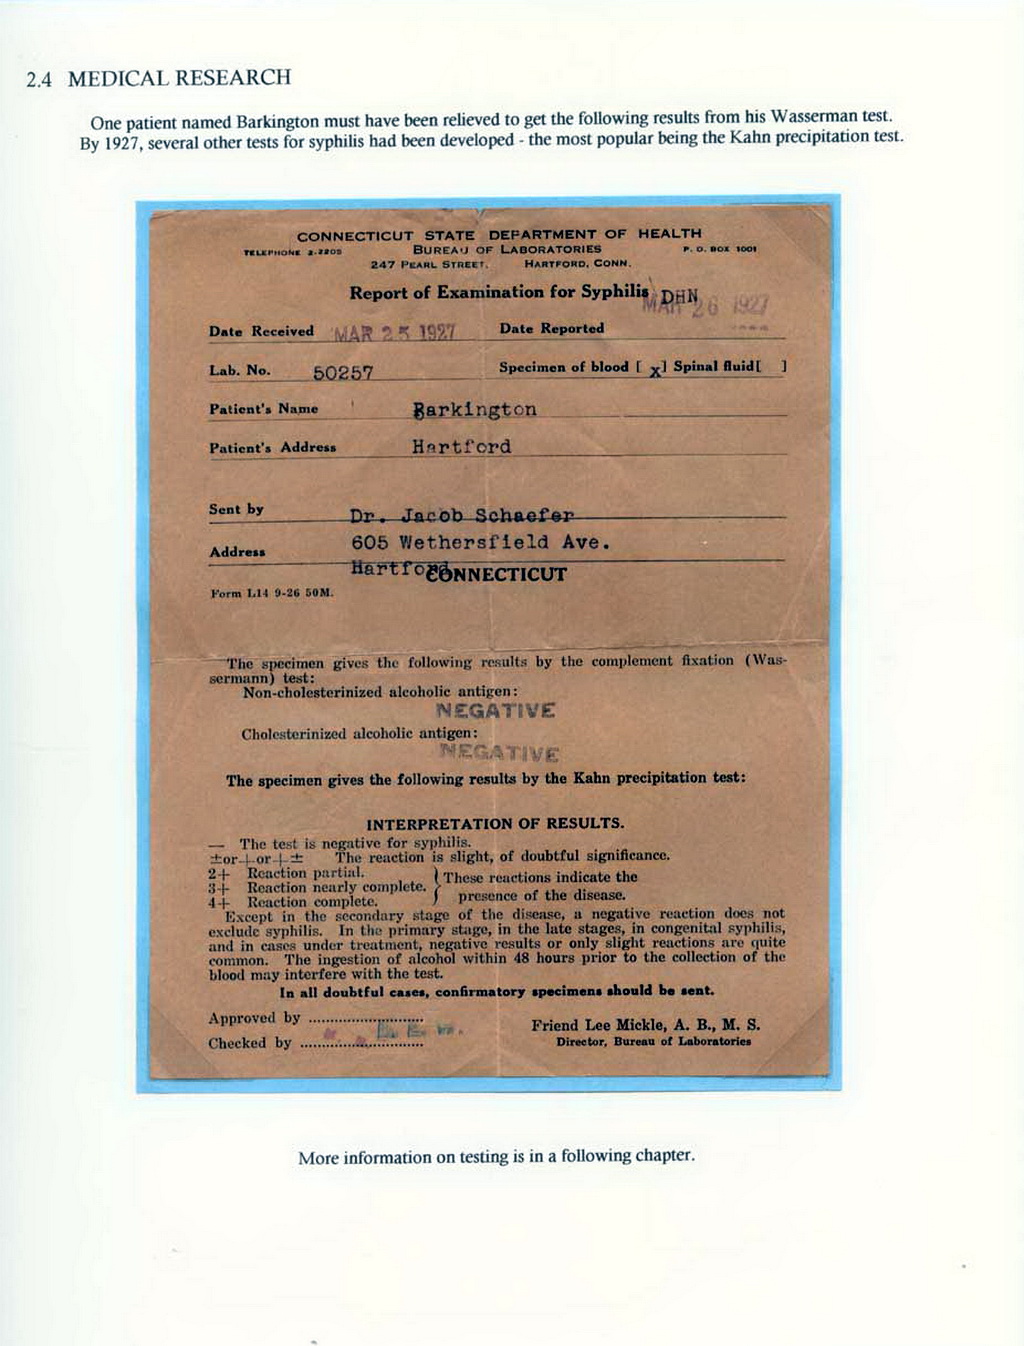 2.4 MEDICAL RESEARCH
One patient named Barkington must have been relieved to get the following results from his Wasserman test.
By 1927, several other tests for syphilis had been developed - the most popular being the Kahn precipitation test.
CONNECTICUT STATE DEPARTMENT OF HEALTH
TELEPHONE 2-2205 BUREAU OF LABORATORIES P. O. BOX 1001
247 PEARL STREET, HARTFORD, CONN.
Report of Examination for Syphilis DHN
MAR 26 1927
Date Received MAR 25 1927 Date Reported
Lab. No. 50257 Specimen of blood [ x] Spinal fluid[ ]
Patient's Name Barkington
Patient's Address Hartford
Sent by Dr. Jacob Schaefer
Address 605 Wethersfield Ave.
Hartford CONNECTICUT
Form L14 9-26 50M.
The specimen gives the following results by the complement fixation (Was-
sermann) test:
Non-cholesterinized alcoholic antigen:
NEGATIVE
Cholesterinized alcoholic antigen:
NEGATIVE
The specimen gives the following results by the Kahn precipitation test:
INTERPRETATION OF RESULTS.
— The test is negative for syphilis.
±or+or+± The reaction is slight, of doubtful significance.
2+ Reaction partial. } These reactions indicate the
3+ Reaction nearly complete. } presence of the disease.
4+ Reaction complete.
Except in the secondary stage of the disease, a negative reaction does not
exclude syphilis. In the primary stage, in the late stages, in congenital syphilis,
and in cases under treatment, negative results or only slight reactions are quite
common. The ingestion of alcohol within 48 hours prior to the collection of the
blood may interfere with the test.
In all doubtful cases, confirmatory specimens should be sent.
Approved by ..........................
Friend Lee Mickle, A. B., M. S.
Checked by ............................ Director, Bureau of Laboratories
More information on testing is in a following chapter.